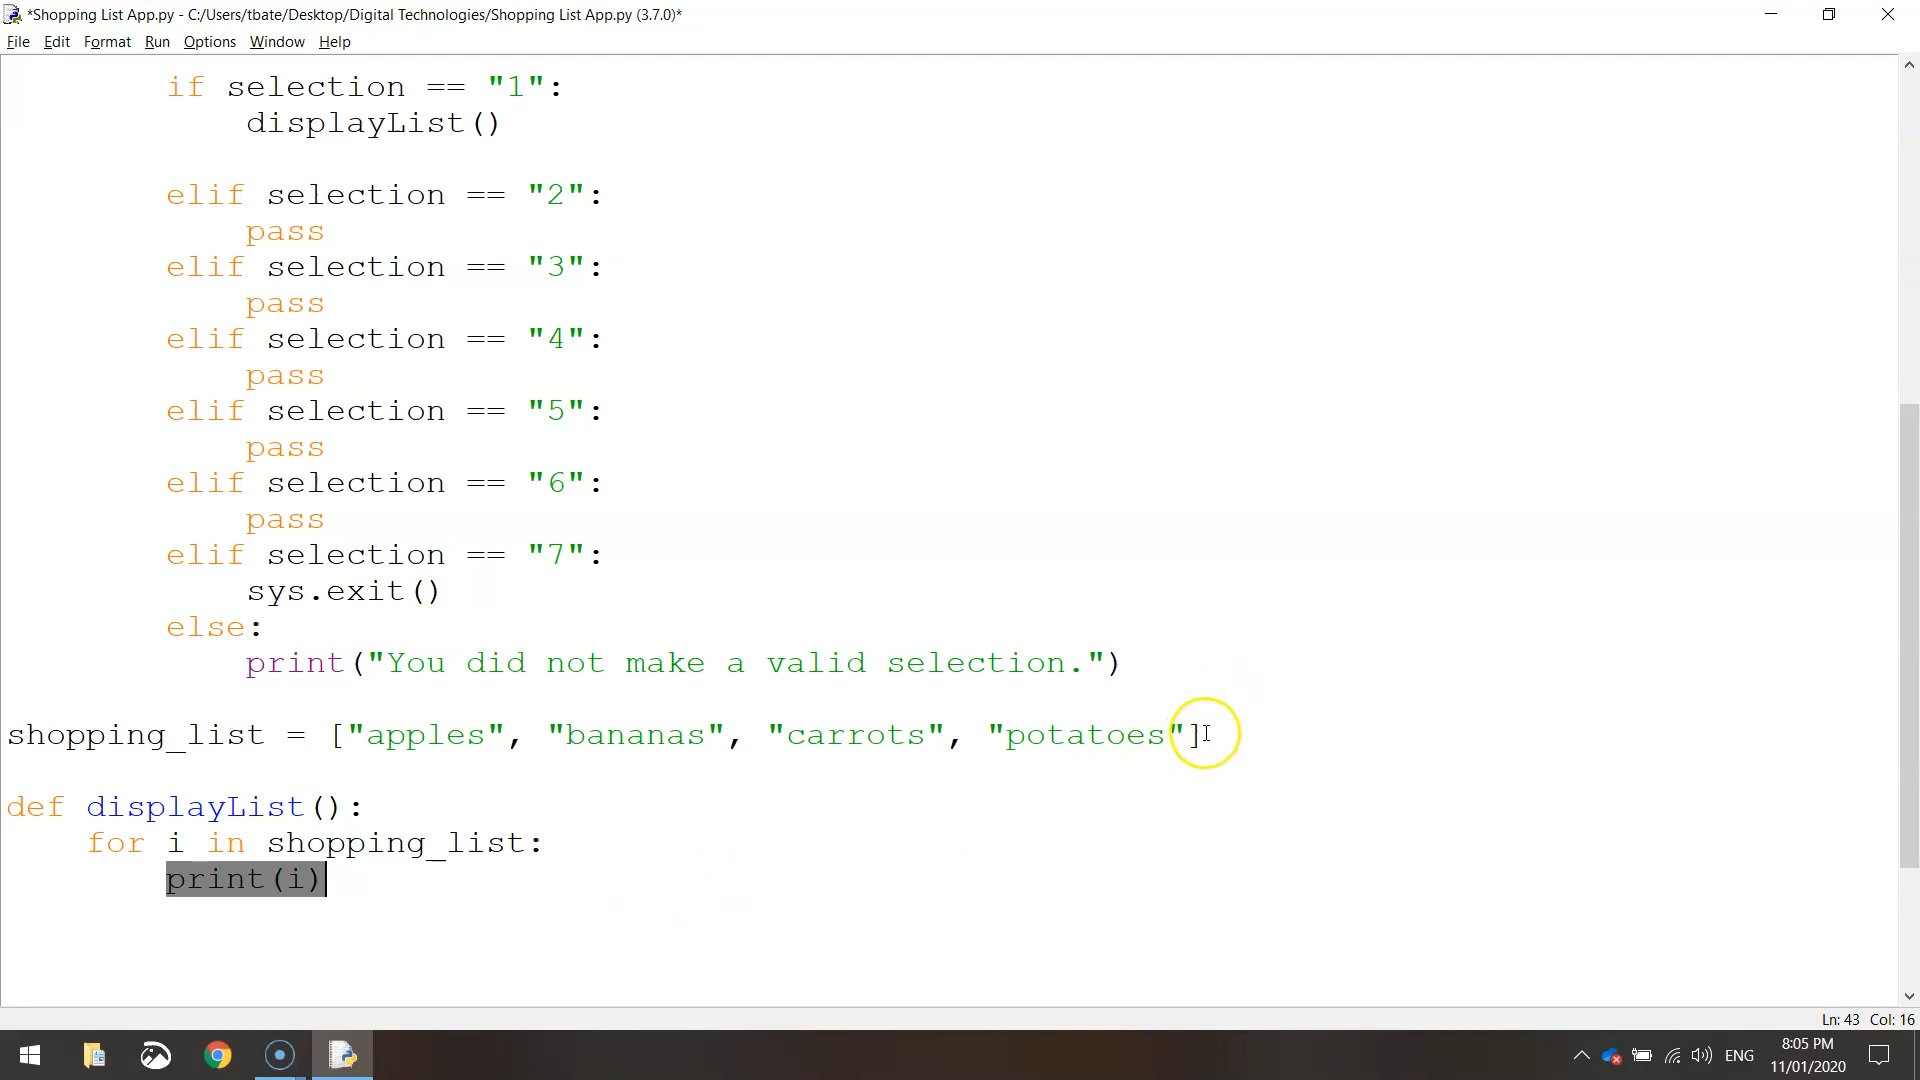 *Shopping List App.py - C:/Users/tbate/Desktop/Digital Technologies/Shopping List App.py (3.7.0)*
File Edit Format Run Options Window Help
if selection == "1":
displayList()
elif selection == "2":
pass
elif selection == "3":
pass
elif selection == "4":
pass
elif selection == "5":
pass
elif selection == "6":
pass
elif selection == "7":
sys.exit()
else:
print("You did not make a valid selection.")
shopping_list = ["apples", "bananas", "carrots", "potatoes"]
def displayList():
for i in shopping_list:
print(i)
Ln: 43 Col: 16
ENG
8:05 PM
11/01/2020